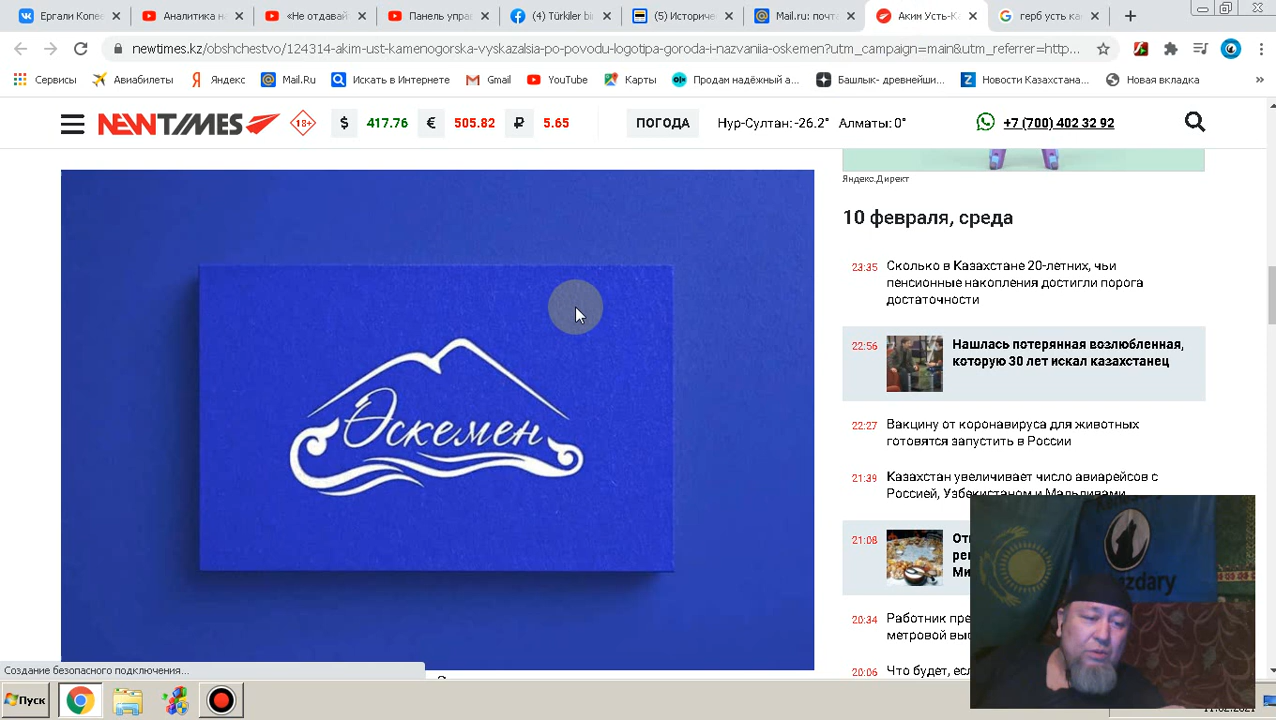 Ергали Копе
Аналитика н
«Не отдавай
Панель упра
(4) Türkiler bir
(5) Историче
Mail.ru: почт
Аким Усть-Ка
герб усть ка
newtimes.kz/obshchestvo/124314-akim-ust-kamenogorska-vyskazalsia-po-povodu-logotipa-goroda-i-nazvaniia-oskemen?utm_campaign=main&utm_referrer=http...
Сервисы
Авиабилеты
Яндекс
Mail.Ru
Искать в Интернете
Gmail
YouTube
Карты
Продам надёжный а...
Башлык- древнейши...
Новости Казахстана...
Новая вкладка
NEWTIMES
18+
$ 417.76 € 505.82 ₽ 5.65
ПОГОДА
Нур-Султан: -26.2° Алматы: 0°
+7 (700) 402 32 92
Яндекс.Директ
Өскемен
10 февраля, среда
23:35 Сколько в Казахстане 20-летних, чьи
пенсионные накопления достигли порога
достаточности
22:56 Нашлась потерянная возлюбленная,
которую 30 лет искал казахстанец
22:27 Вакцину от коронавируса для животных
готовятся запустить в России
21:39 Казахстан увеличивает число авиарейсов с
Россией, Узбекистаном и Мальдивами
21:08
20:34 Работник пре
метровой выс
20:06 Что будет, есл
Создание безопасного подключения...
Пуск
11.02.2021